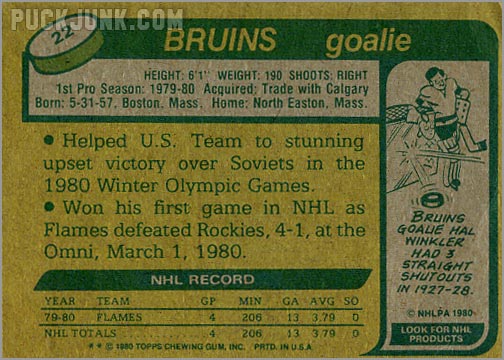 PUCKJUNK.COM
22
BRUINS goalie
HEIGHT: 6'1" WEIGHT: 190 SHOOTS: RIGHT
1st Pro Season: 1979-80 Acquired: Trade with Calgary
Born: 5-31-57, Boston, Mass. Home: North Easton, Mass.
• Helped U.S. Team to stunning
upset victory over Soviets in the
1980 Winter Olympic Games.
• Won his first game in NHL as
Flames defeated Rockies, 4-1, at
the Omni, March 1, 1980.
NHL RECORD
YEAR TEAM GP MIN GA AVG SO
79-80 FLAMES 4 206 13 3.79 0
NHL TOTALS 4 206 13 3.79 0
** © 1980 TOPPS CHEWING GUM, INC. PRTD. IN U.S.A.
BRUINS
GOALIE HAL
WINKLER
HAD 3
STRAIGHT
SHUTOUTS
IN 1927-28.
© NHLPA 1980
LOOK FOR NHL
PRODUCTS